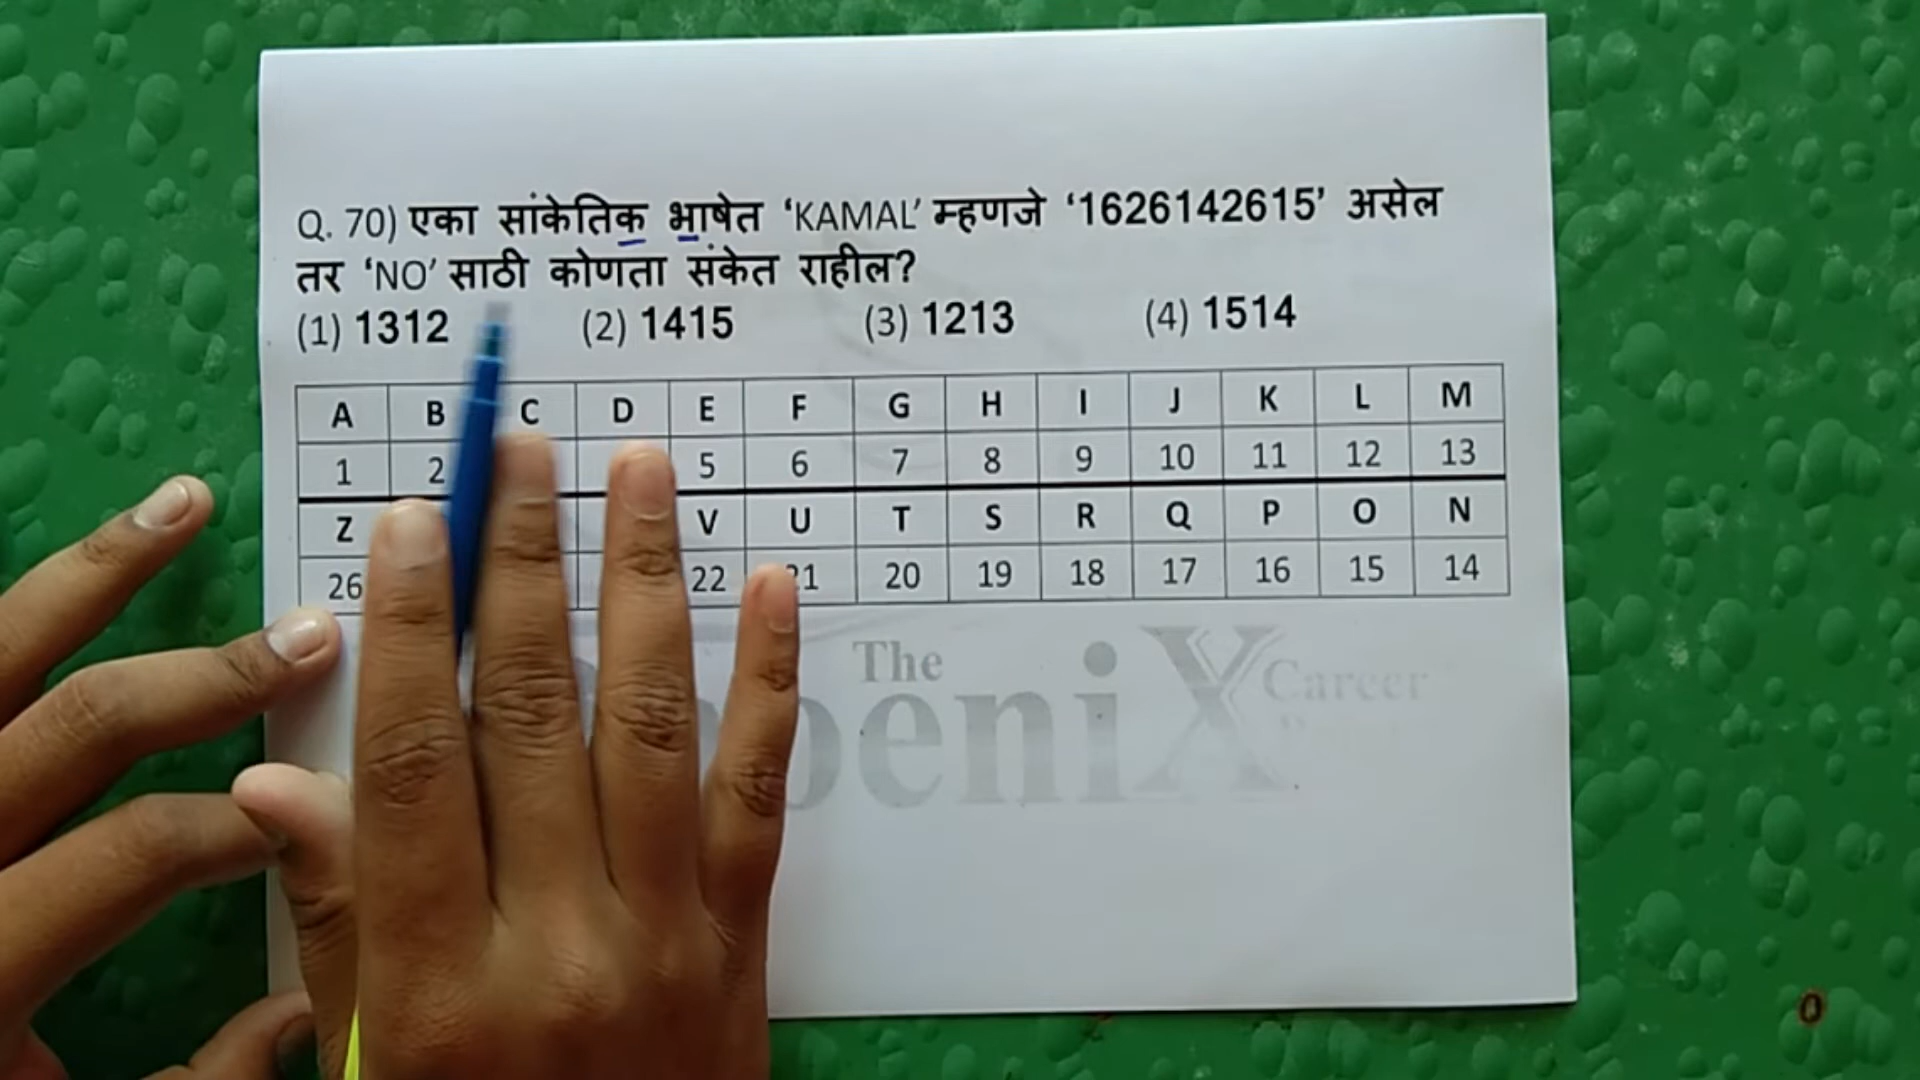 Q. 70) एका सांकेतिक भाषेत ‘KAMAL’ म्हणजे ‘1626142615’ असेल
तर ‘NO’ साठी कोणता संकेत राहील?
(1) 1312 (2) 1415 (3) 1213 (4) 1514
A B C D E F G H I J K L M
1 2 5 6 7 8 9 10 11 12 13
Z V U T S R Q P O N
26 22 21 20 19 18 17 16 15 14
The
Career